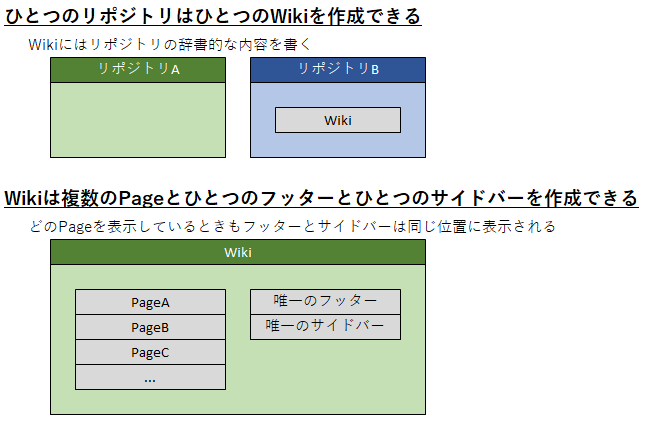 ひとつのリポジトリはひとつのWikiを作成できる
Wikiにはリポジトリの辞書的な内容を書く
リポジトリA
リポジトリB
Wiki
Wikiは複数のPageとひとつのフッターとひとつのサイドバーを作成できる
どのPageを表示しているときもフッターとサイドバーは同じ位置に表示される
Wiki
PageA
PageB
PageC
...
唯一のフッター
唯一のサイドバー